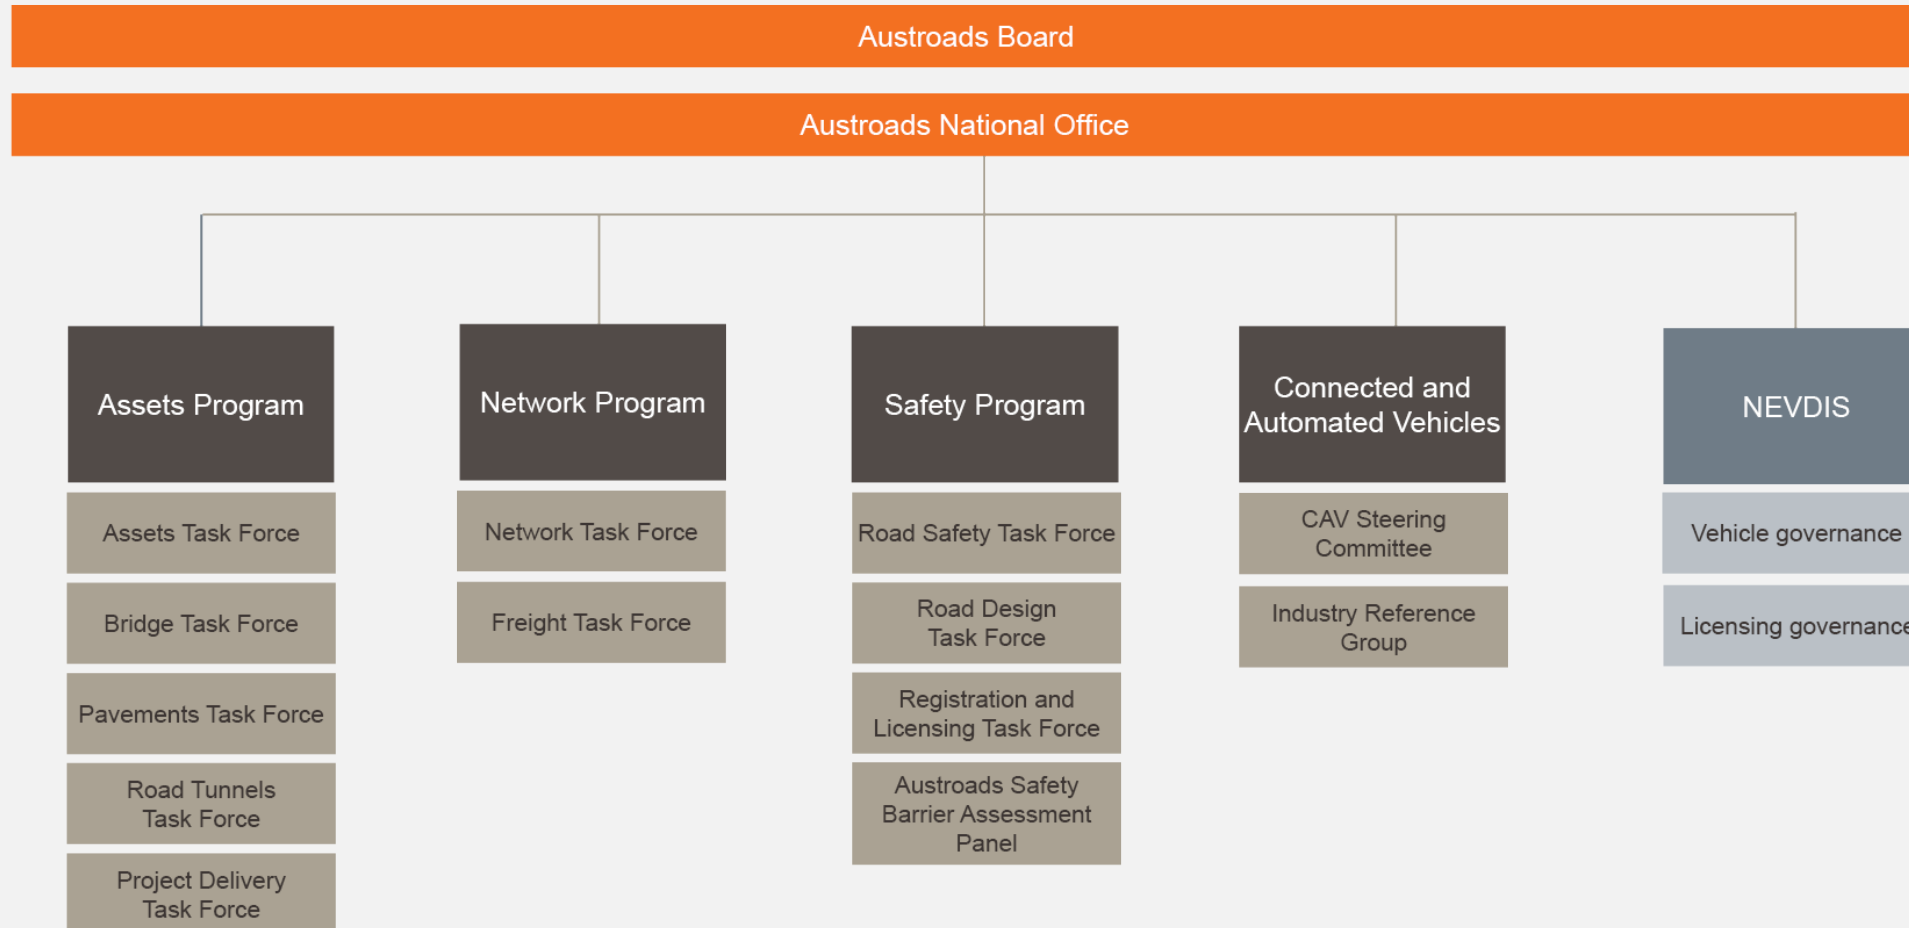 Austroads Board
Austroads National Office
Assets Program
Assets Task Force
Bridge Task Force
Pavements Task Force
Road Tunnels
Task Force
Project Delivery
Task Force
Network Program
Network Task Force
Freight Task Force
Safety Program
Road Safety Task Force
Road Design
Task Force
Registration and
Licensing Task Force
Austroads Safety
Barrier Assessment
Panel
Connected and
Automated Vehicles
CAV Steering
Committee
Industry Reference
Group
NEVDIS
Vehicle governance
Licensing governance